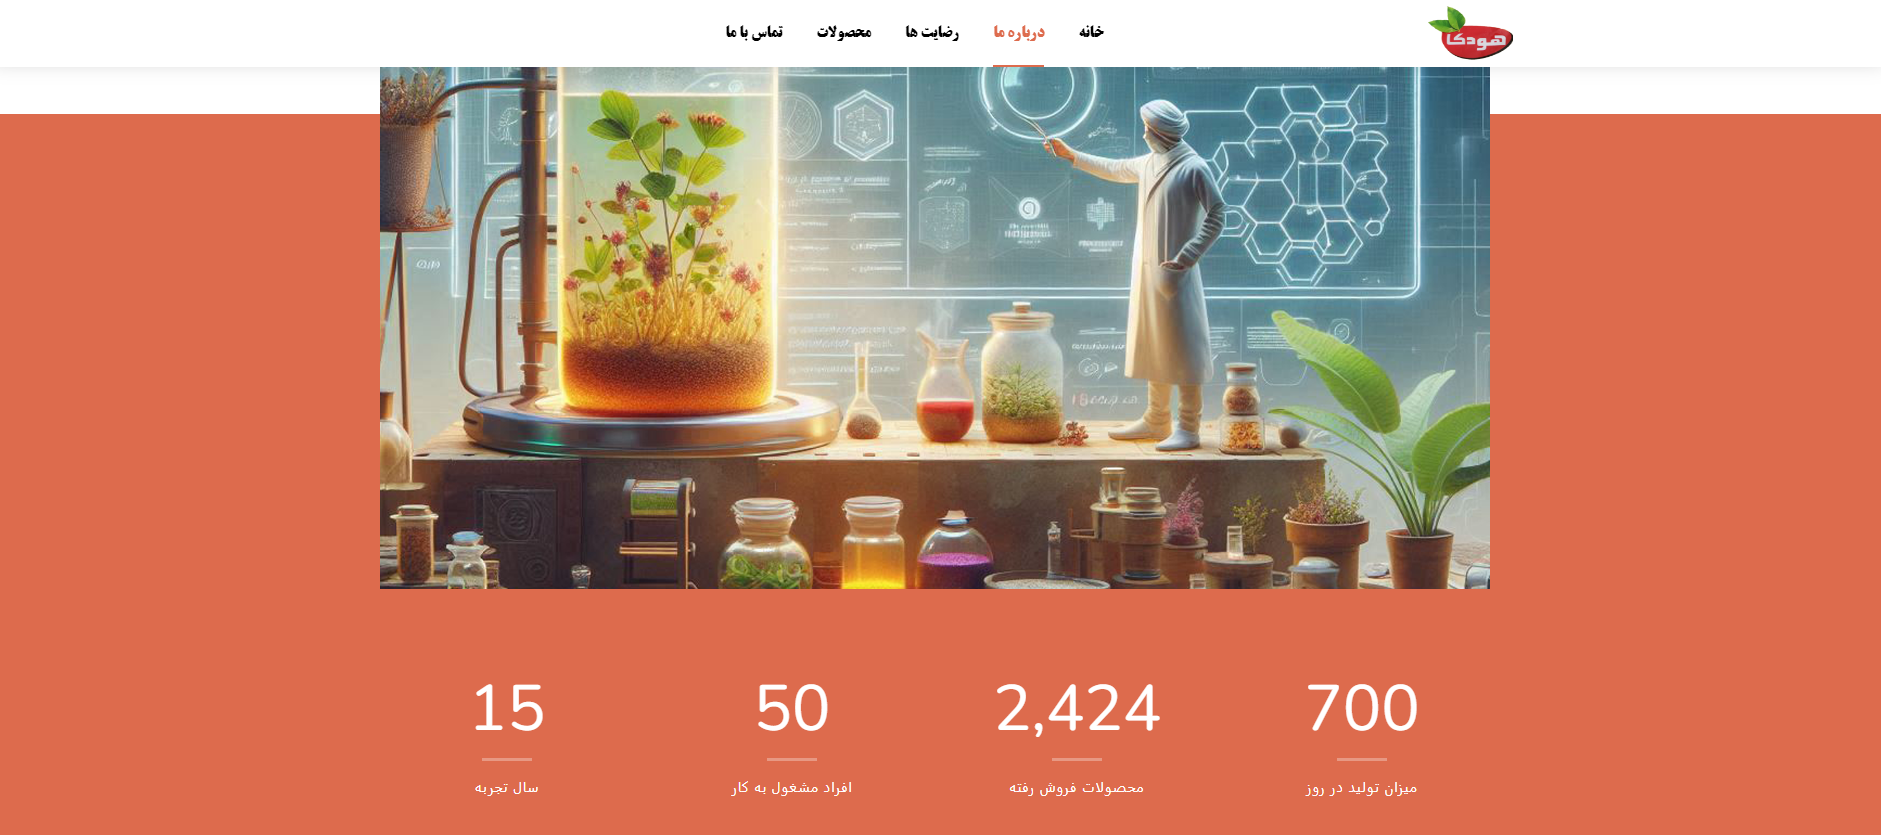 هودکا
خانه درباره ما رضایت ها محصولات تماس با ما
700 2,424 50 15
میزان تولید در روز محصولات فروش رفته افراد مشغول به کار سال تجربه